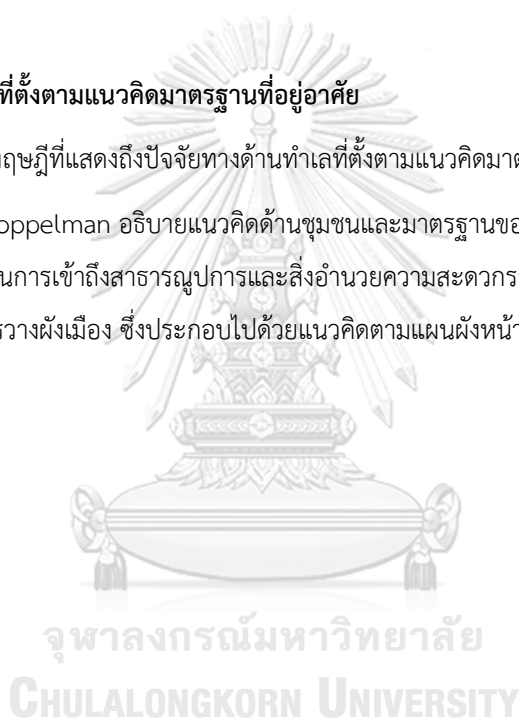 ที่ตั้งตามแนวคิดมาตรฐานที่อยู่อาศัย
ฤษฎีที่แสดงถึงปัจจัยทางด้านทำเลที่ตั้งตามแนวคิดมาต
oppelman อธิบายแนวคิดด้านชุมชนและมาตรฐานขอ
นการเข้าถึงสาธารณูปการและสิ่งอำนวยความสะดวกร
รวางผังเมือง ซึ่งประกอบไปด้วยแนวคิดตามแผนผังหน้า
จุฬาลงกรณ์มหาวิทยาลัย
CHULALONGKORN UNIVERSITY